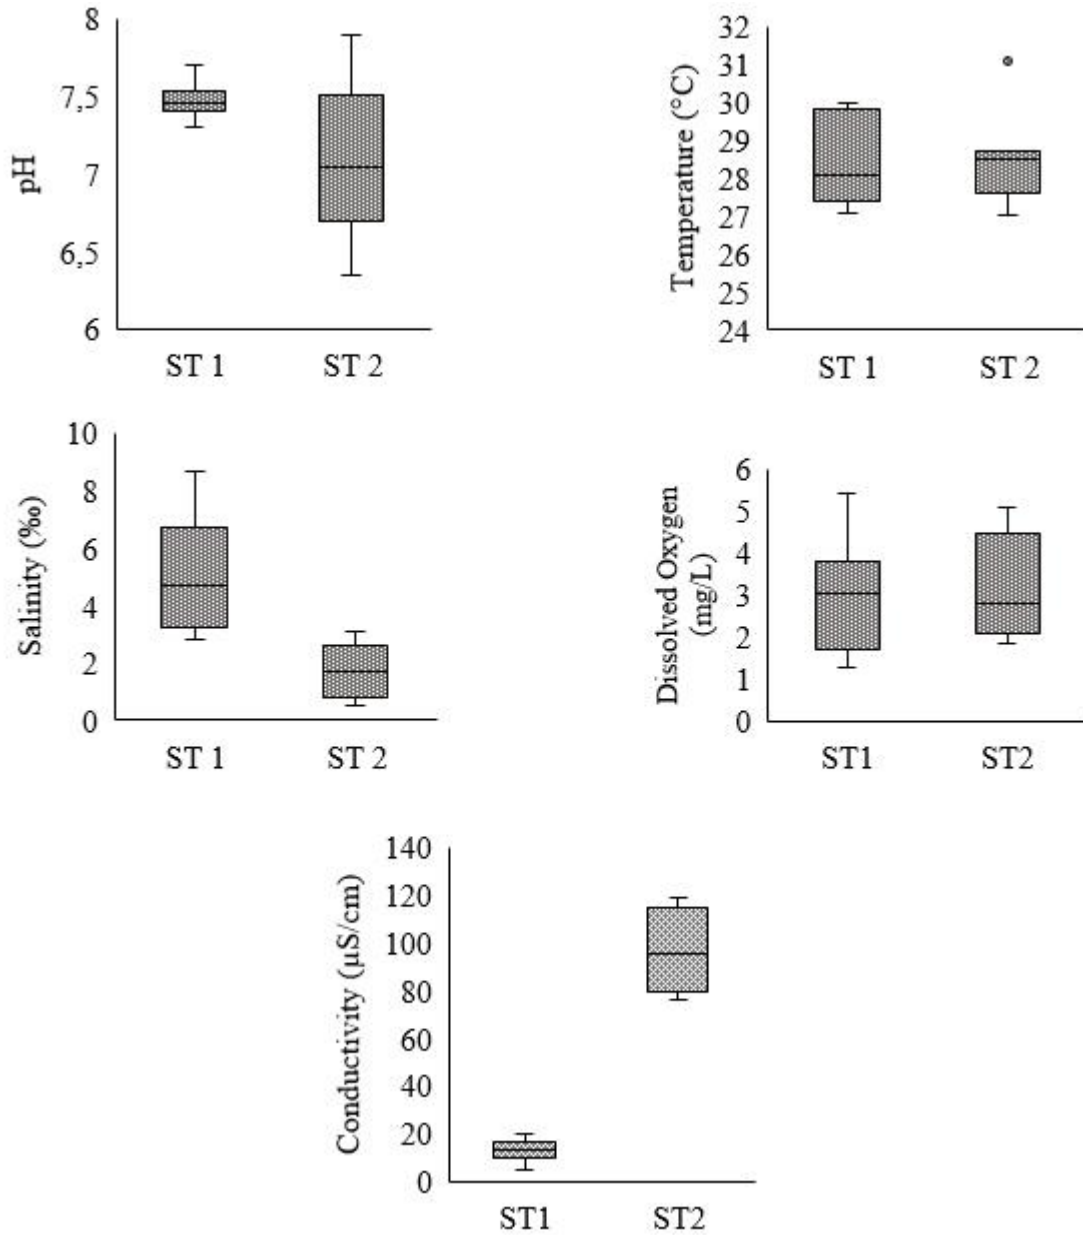 pH
8
7,5
7
6,5
6
ST 1
ST 2
Temperature (°C)
32
31
30
29
28
27
26
25
24
ST 1
ST 2
Salinity (‰)
10
8
6
4
2
0
ST 1
ST 2
Dissolved Oxygen
(mg/L)
6
5
4
3
2
1
0
ST1
ST2
Conductivity (µS/cm)
140
120
100
80
60
40
20
0
ST1
ST2